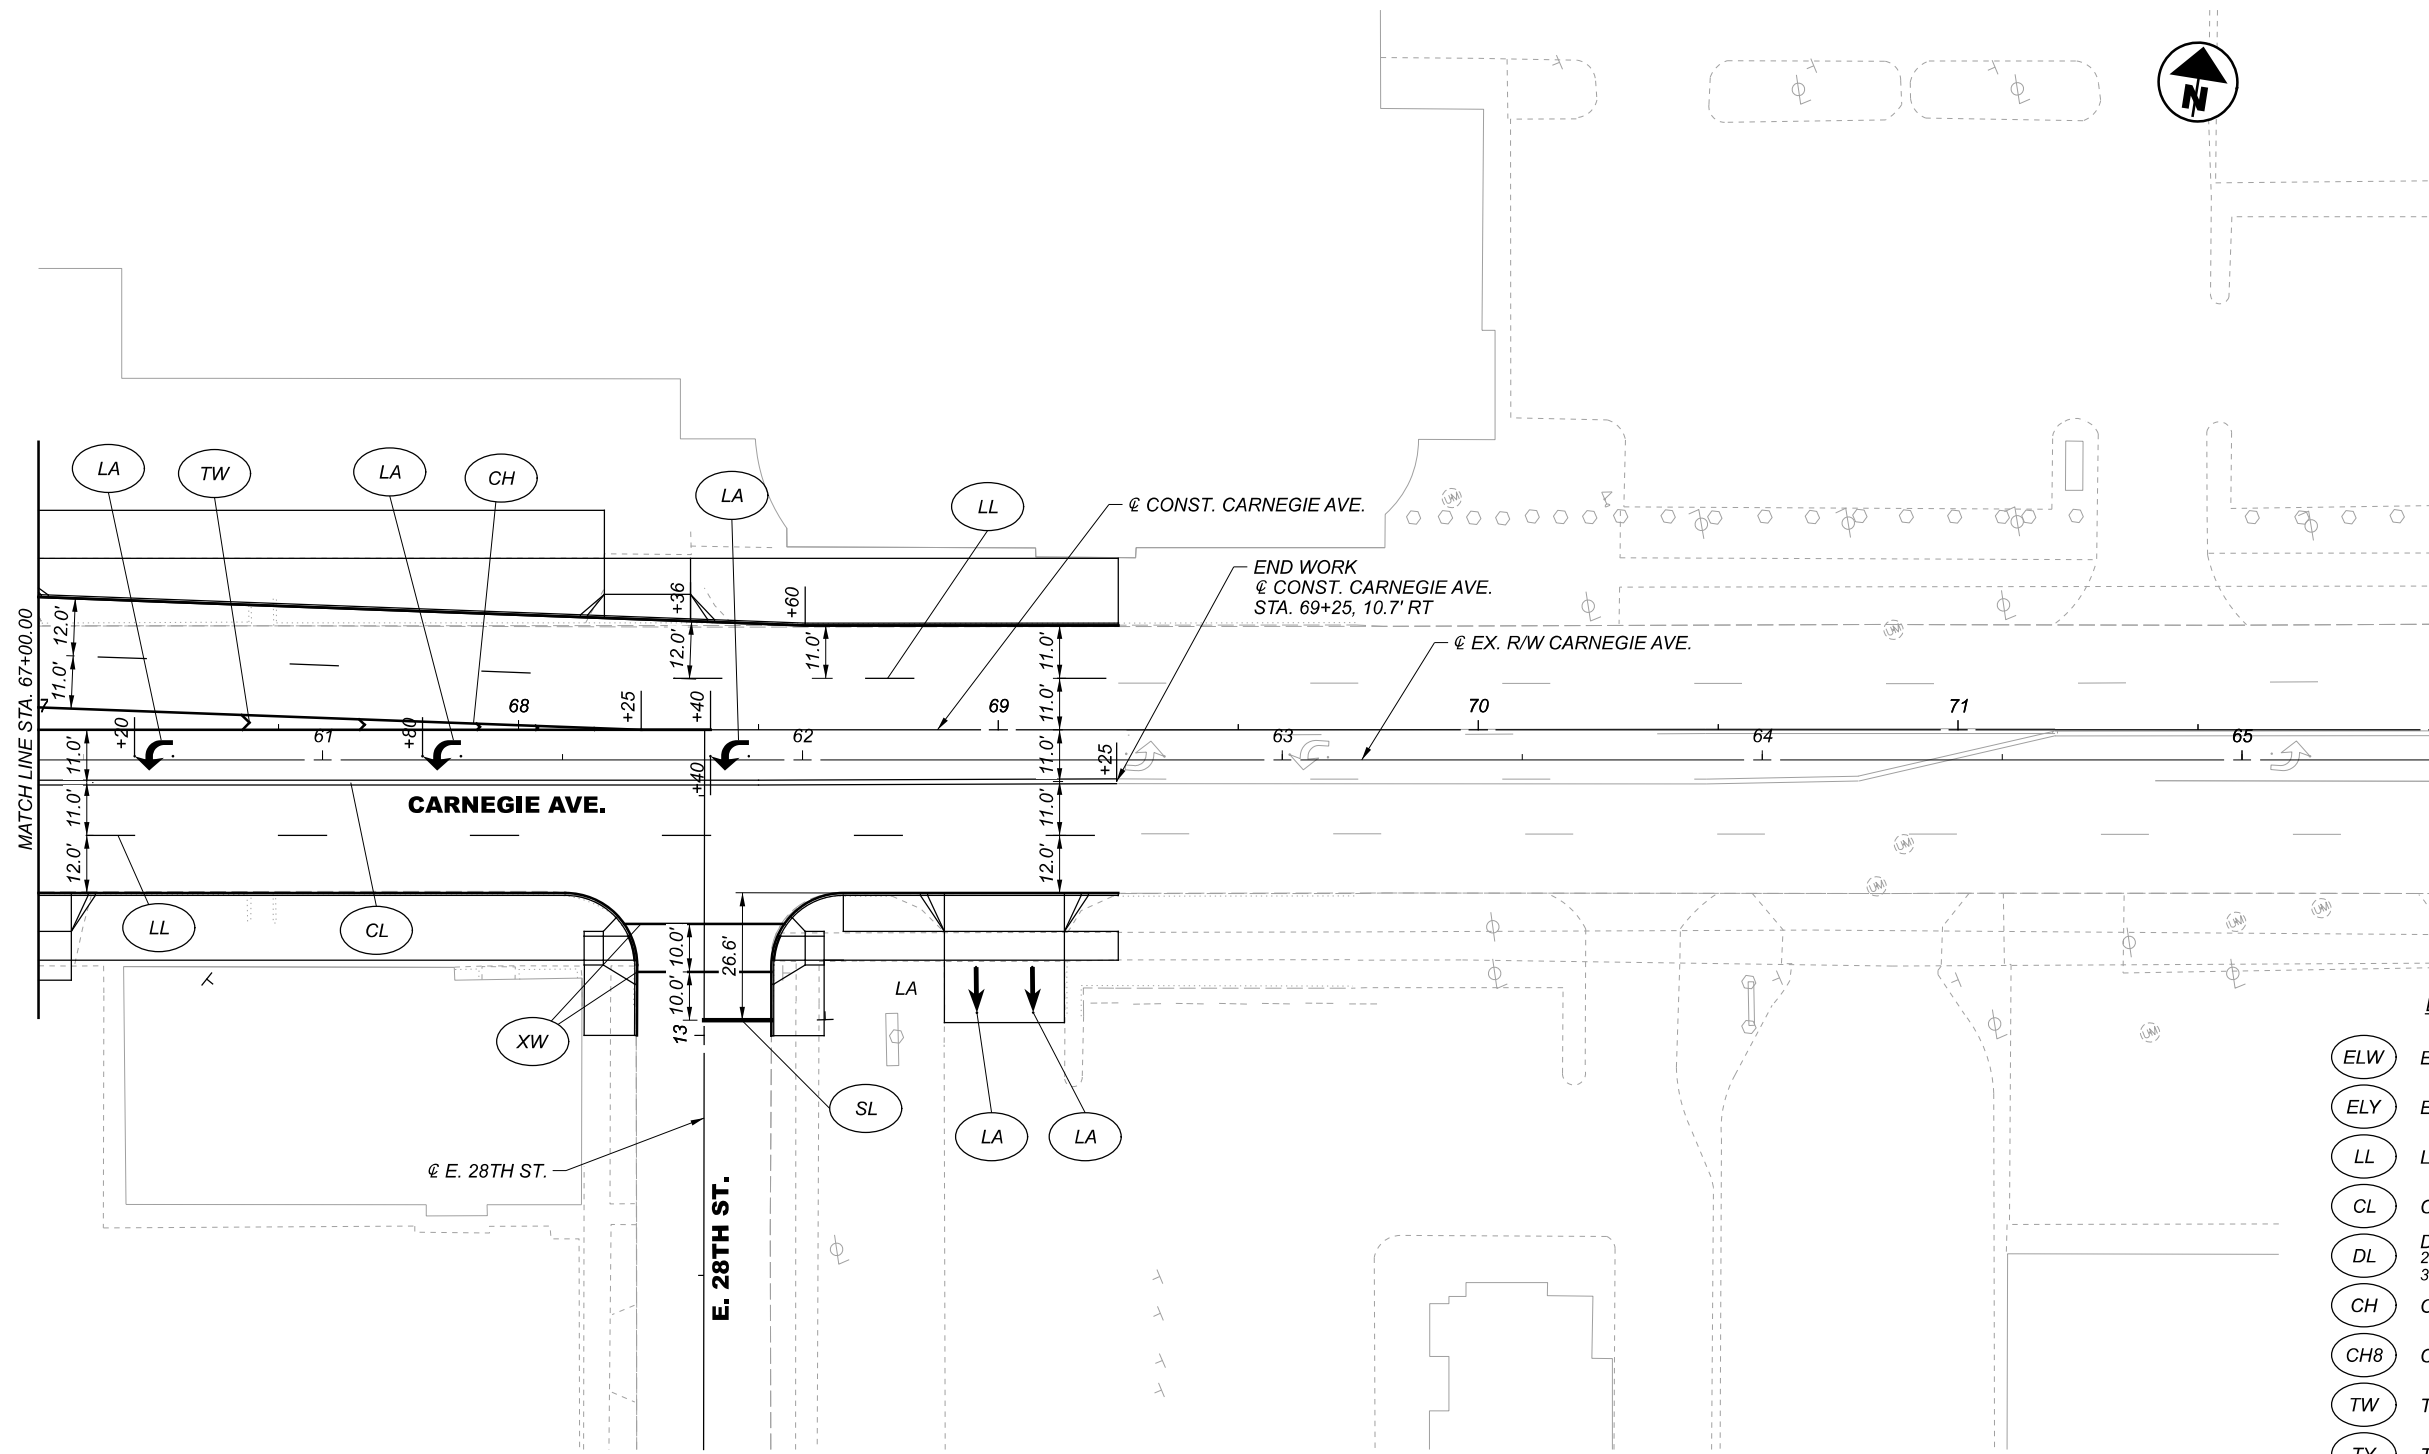 N
LA
TW
LA
CH
LA
LL
℄ CONST. CARNEGIE AVE.
END WORK
℄ CONST. CARNEGIE AVE.
STA. 69+25, 10.7' RT
℄ EX. R/W CARNEGIE AVE.
MATCH LINE STA. 67+00.00
12.0'
11.0'
+36
12.0'
+60
11.0'
11.0'
11.0'
7
68
69
70
71
+20
+80
+25
+40
61
62
63
64
65
11.0'
11.0'
12.0'
+40
11.0'
11.0'
12.0'
+25
CARNEGIE AVE.
LL
CL
10.0'
10.0'
26.6'
13
XW
LA
SL
LA
LA
℄ E. 28TH ST.
E. 28TH ST.
ELW E
ELY E
LL L
CL
DL
2
3
CH
CH8
TW T